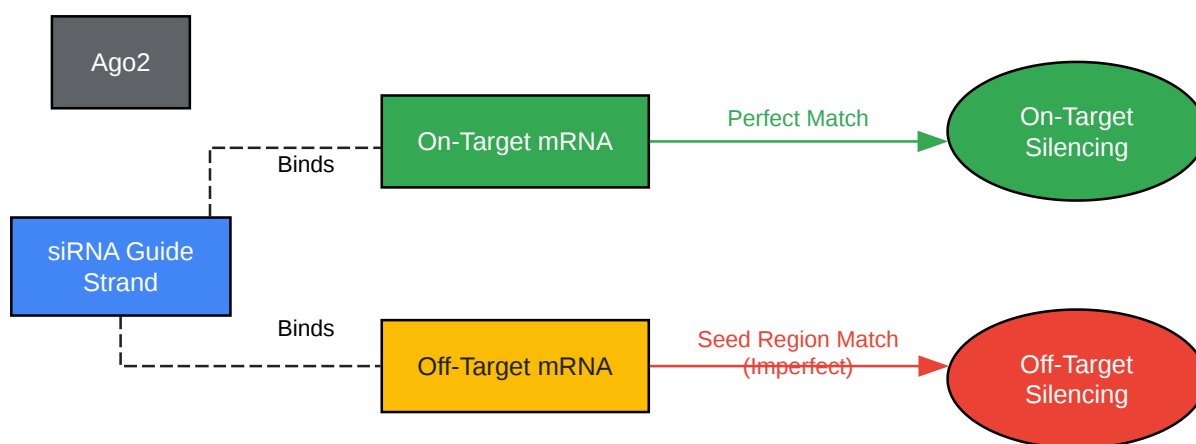 Ago2
On-Target mRNA
Perfect Match
On-Target
Silencing
Binds
siRNA Guide
Strand
Binds
Off-Target mRNA
Seed Region Match
(Imperfect)
Off-Target
Silencing